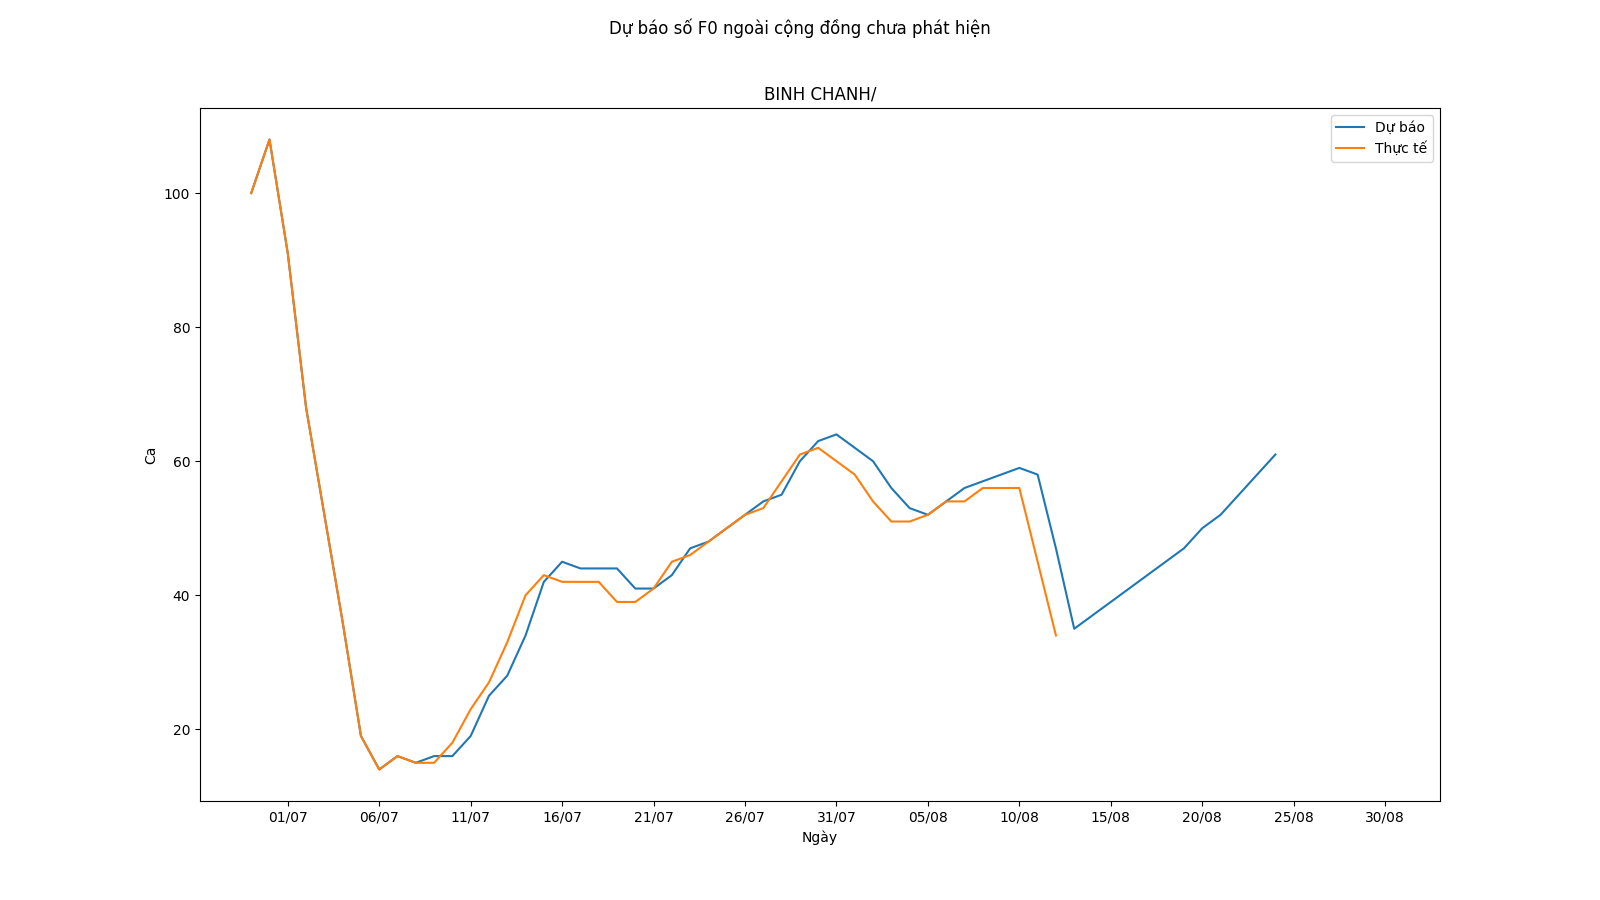 Dự báo số F0 ngoài cộng đồng chưa phát hiện
BINH CHANH/
Dự báo
Thực tế
100
80
60
40
20
Ca
01/07 06/07 11/07 16/07 21/07 26/07 31/07 05/08 10/08 15/08 20/08 25/08 30/08
Ngày